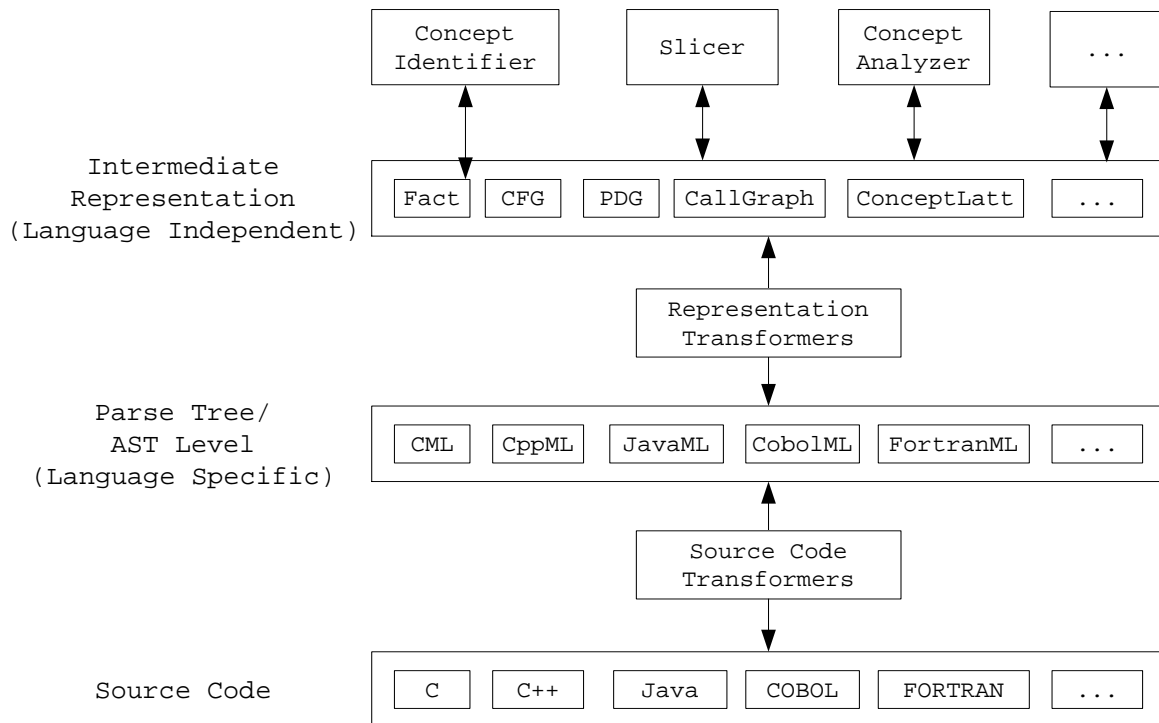 Concept
Identifier
Slicer
Concept
Analyzer
...
Intermediate
Representation
(Language Independent)
Fact
CFG
PDG
CallGraph
ConceptLatt
...
Representation
Transformers
Parse Tree/
AST Level
(Language Specific)
CML
CppML
JavaML
CobolML
FortranML
...
Source Code
Transformers
Source Code
C
C++
Java
COBOL
FORTRAN
...